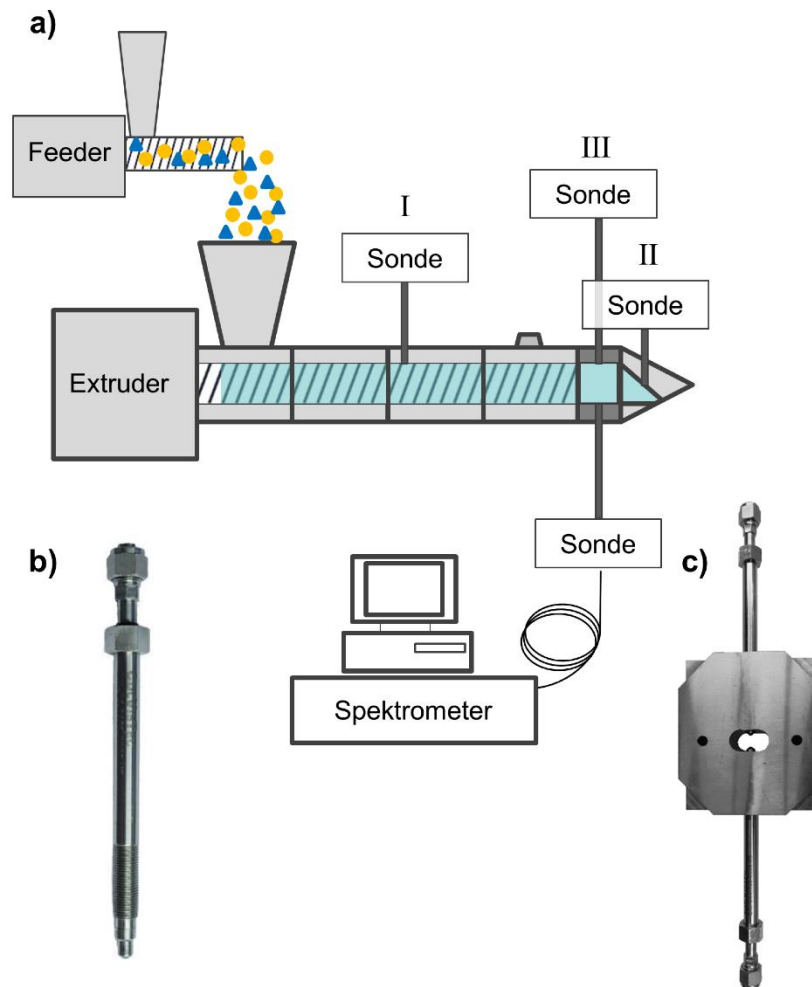 a)
Feeder
III
Sonde
I
II
Sonde
Sonde
Extruder
Sonde
b)
c)
Spektrometer